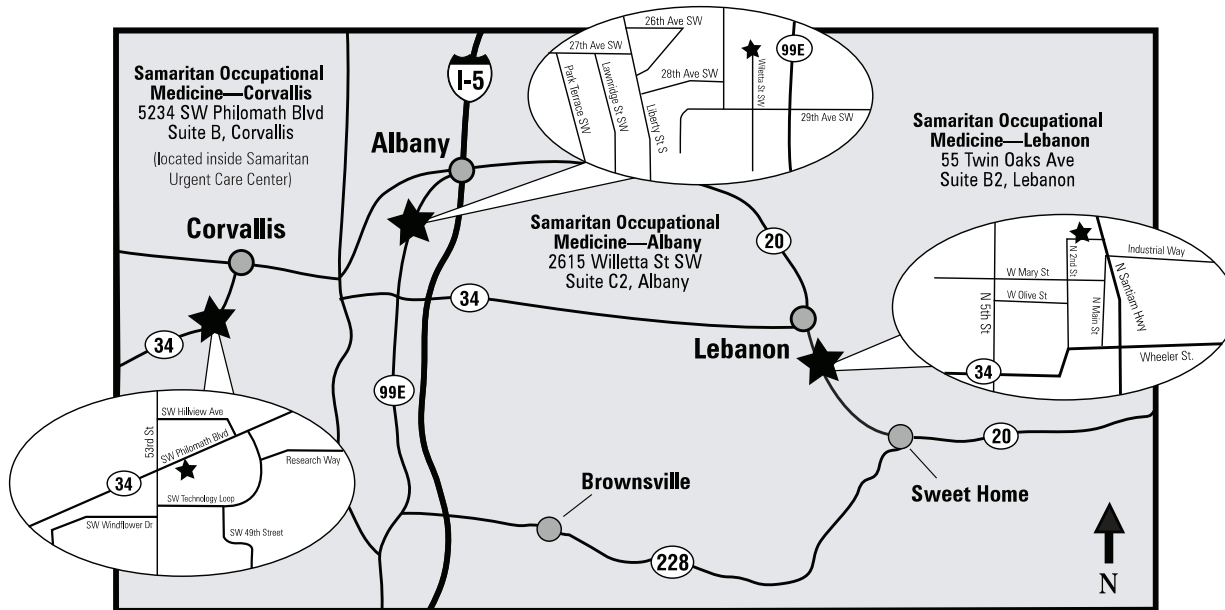 Samaritan Occupational
Medicine—Corvallis
5234 SW Philomath Blvd
Suite B, Corvallis
(located inside Samaritan
Urgent Care Center)
Corvallis
34
I-5
Albany
26th Ave SW
27th Ave SW
28th Ave SW
29th Ave SW
Park Terrace SW
Lawnridge St SW
Liberty St S
Wiletta St SW
99E
Samaritan Occupational
Medicine—Albany
2615 Willetta St SW
Suite C2, Albany
20
34
Lebanon
99E
Samaritan Occupational
Medicine—Lebanon
55 Twin Oaks Ave
Suite B2, Lebanon
Industrial Way
N 2nd St
W Mary St
W Olive St
N 5th St
N Main St
N Santiam Hwy
Wheeler St.
34
SW Hillview Ave
53rd St
SW Philomath Blvd
Research Way
34
SW Technology Loop
SW Windflower Dr
SW 49th Street
Brownsville
228
Sweet Home
20
N